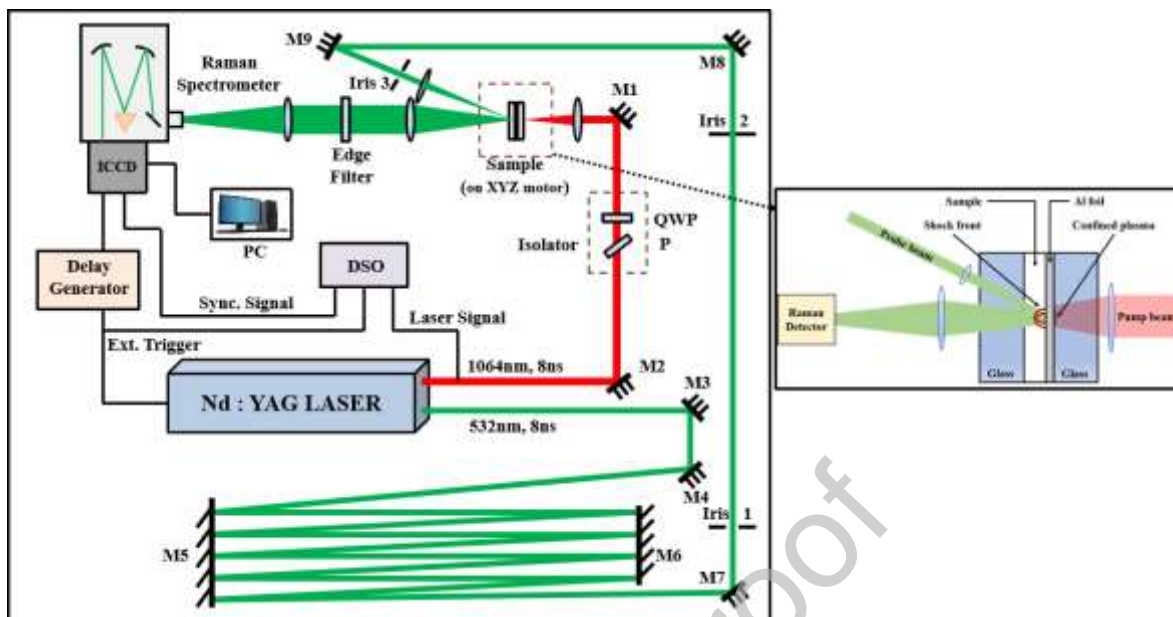 M9
M8
Raman
Spectrometer
Iris 3
M1
Iris 2
Edge
Filter
Sample
(on XYZ motor)
ICCD
PC
QWP
Isolator
P
Delay
Generator
DSO
Sync. Signal
Laser Signal
Ext. Trigger
1064nm, 8ns
M2
M3
Nd : YAG LASER
532nm, 8ns
M4
Iris 1
M5
M6
M7
Sample
Al foil
Shock front
Confined plasma
Probe beam
Raman
Detector
Pump beam
Glass
Glass
roof